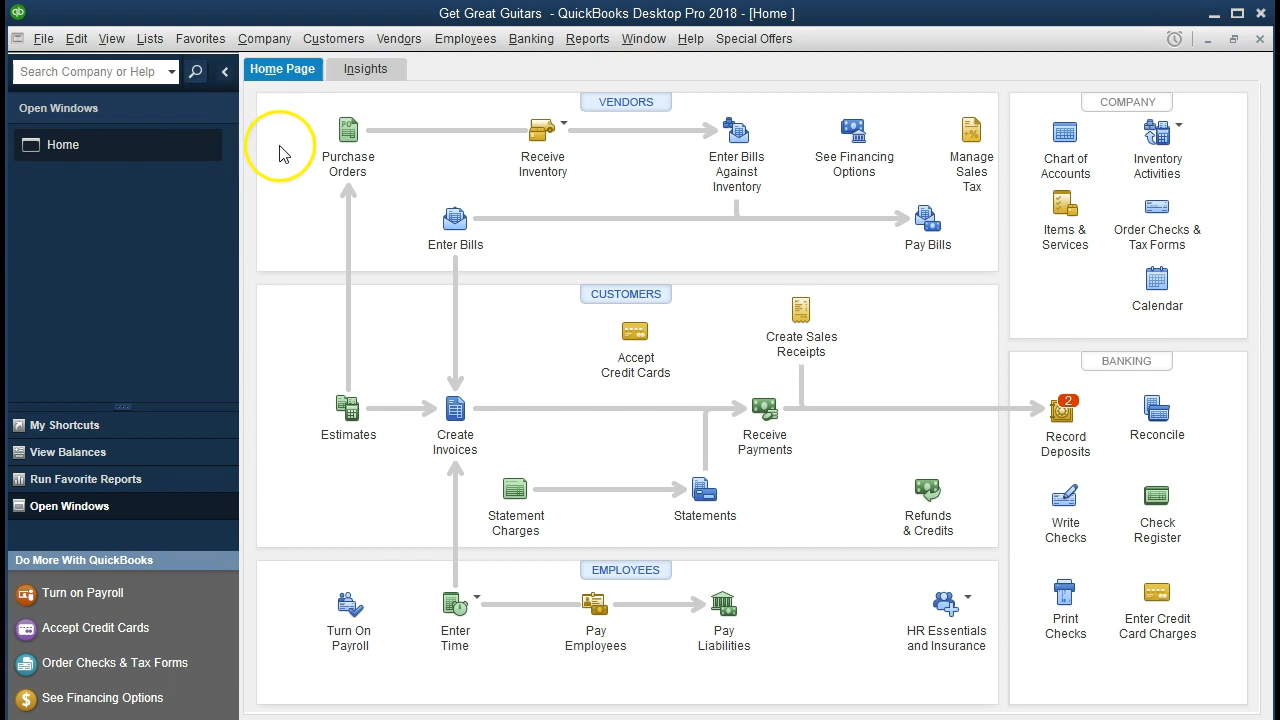 qb
Get Great Guitars - QuickBooks Desktop Pro 2018 - [Home ]
File Edit View Lists Favorites Company Customers Vendors Employees Banking Reports Window Help Special Offers
Search Company or Help
Home Page Insights
Open Windows
Home
My Shortcuts
View Balances
Run Favorite Reports
Open Windows
Do More With QuickBooks
Turn on Payroll
Accept Credit Cards
Order Checks & Tax Forms
$
See Financing Options
VENDORS
PO
Purchase
Orders
Receive
Inventory
Enter Bills
Against
Inventory
See Financing
Options
Manage
Sales
Tax
Enter Bills
Pay Bills
CUSTOMERS
Accept
Credit Cards
Create Sales
Receipts
Estimates
Create
Invoices
Receive
Payments
Statement
Charges
Statements
Refunds
& Credits
EMPLOYEES
Turn On
Payroll
Enter
Time
Pay
Employees
Pay
Liabilities
HR Essentials
and Insurance
COMPANY
Chart of
Accounts
Inventory
Activities
Items &
Services
Order Checks &
Tax Forms
Calendar
BANKING
2
Record
Deposits
Reconcile
Write
Checks
Check
Register
Print
Checks
Enter Credit
Card Charges